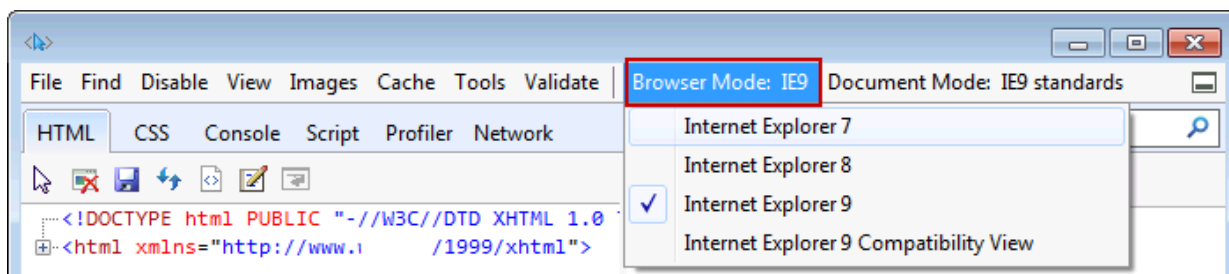 File Find Disable View Images Cache Tools Validate Browser Mode: IE9 Document Mode: IE9 standards
HTML CSS Console Script Profiler Network
Internet Explorer 7
Internet Explorer 8
Internet Explorer 9
Internet Explorer 9 Compatibility View
<!DOCTYPE html PUBLIC "-//W3C//DTD XHTML 1.0
<html xmlns="http://www. /1999/xhtml">